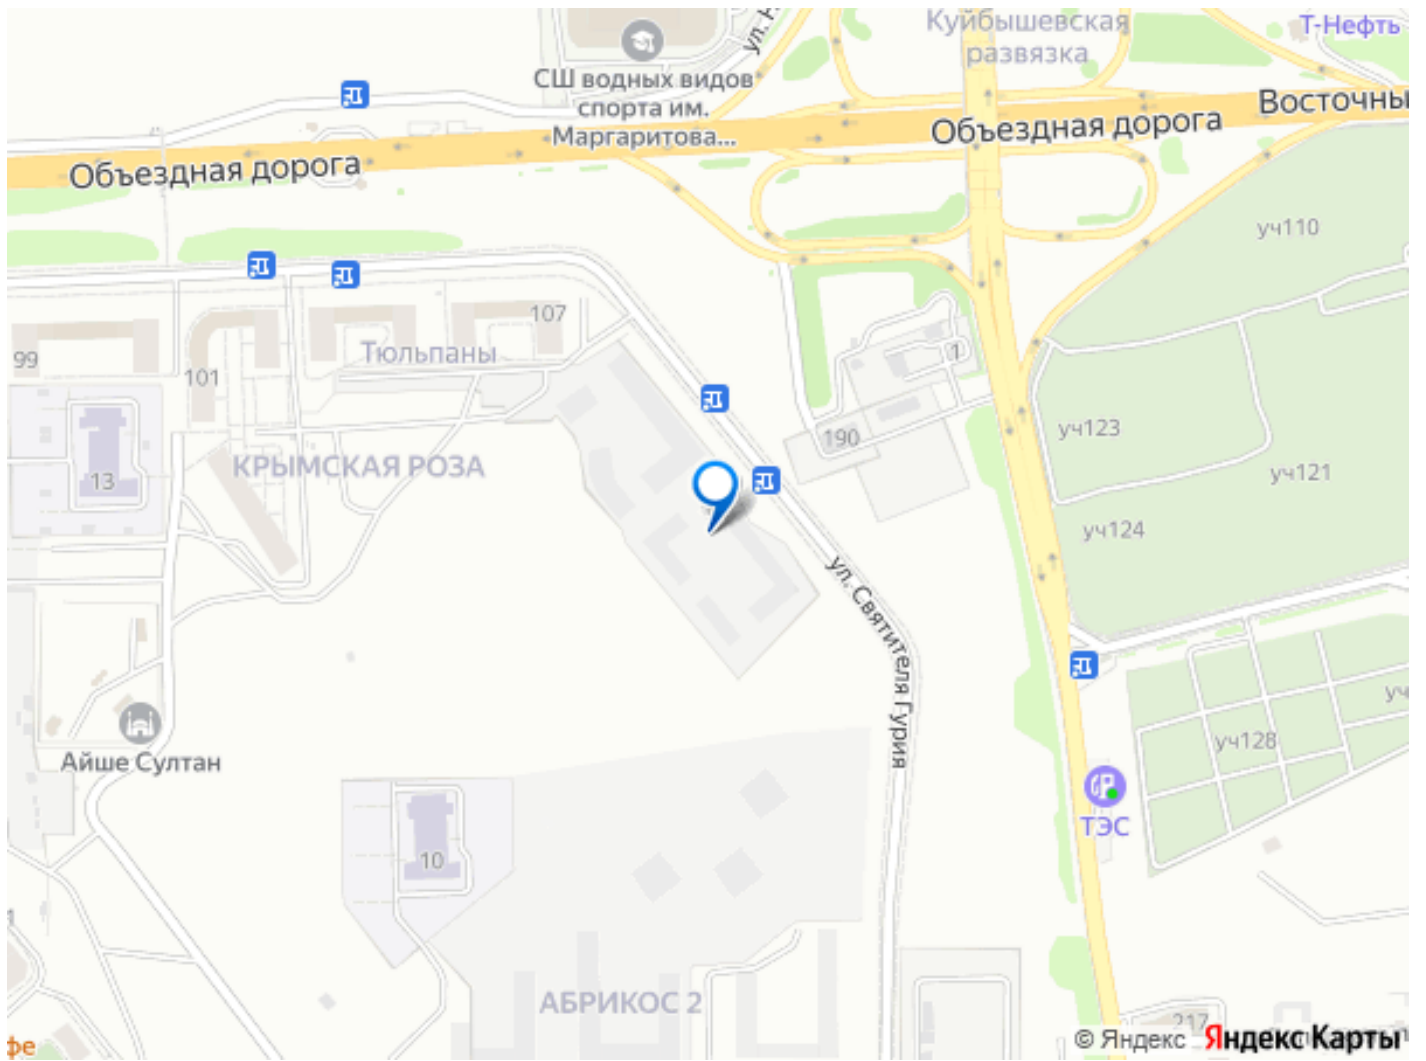 Куйбышевская
развязка
Т-Нефть
СШ водных видов
спорта им.
Маргаритова...
Объездная дорога
Восточны
Объездная дорога
уч110
107
99
Тюльпаны
101
1
уч123
190
КРЫМСКАЯ РОЗА
13
уч121
уч124
ул. Святителя Гурия
Айше Султан
уч128
уч
ТЭС
10
АБРИКОС 2
217
фе
© Яндекс Яндекс Карты